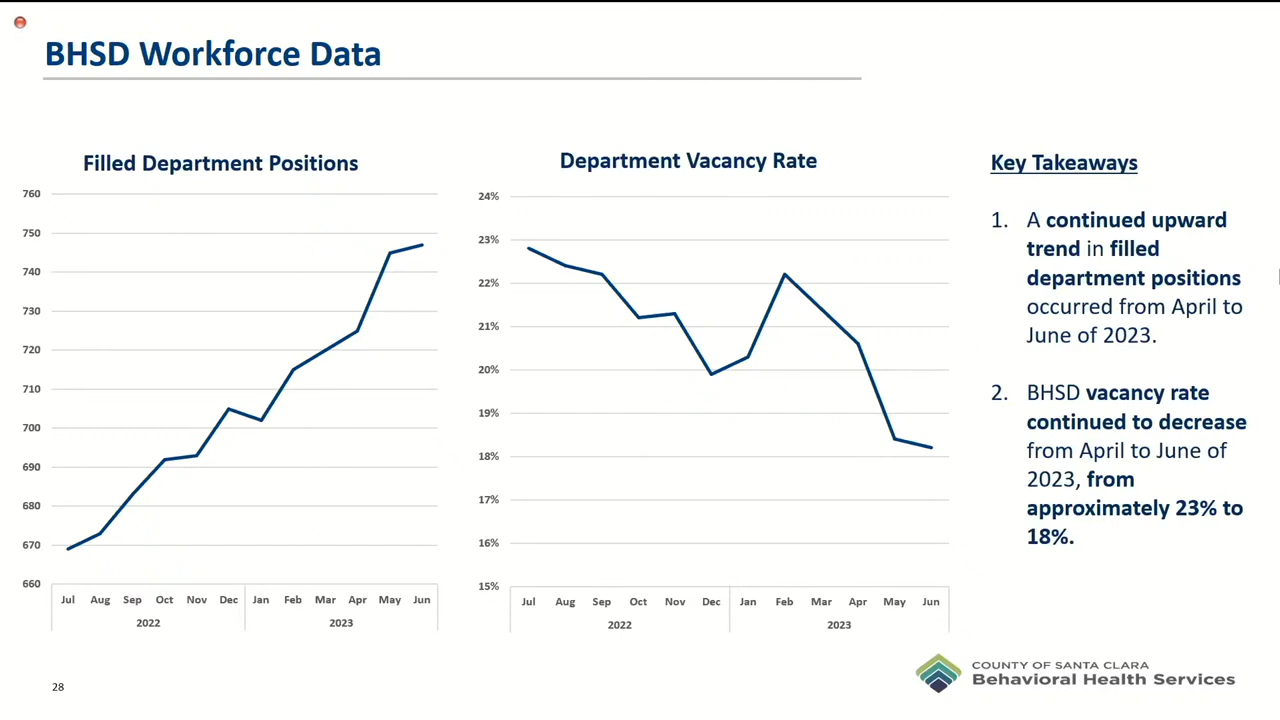 BHSD Workforce Data
Filled Department Positions
760
750
740
730
720
710
700
690
680
670
660
Jul Aug Sep Oct Nov Dec Jan Feb Mar Apr May Jun
2022 2023
Department Vacancy Rate
24%
23%
22%
21%
20%
19%
18%
17%
16%
15%
Jul Aug Sep Oct Nov Dec Jan Feb Mar Apr May Jun
2022 2023
Key Takeaways
1. A continued upward
trend in filled
department positions
occurred from April to
June of 2023.
2. BHSD vacancy rate
continued to decrease
from April to June of
2023, from
approximately 23% to
18%.
28
COUNTY OF SANTA CLARA
Behavioral Health Services